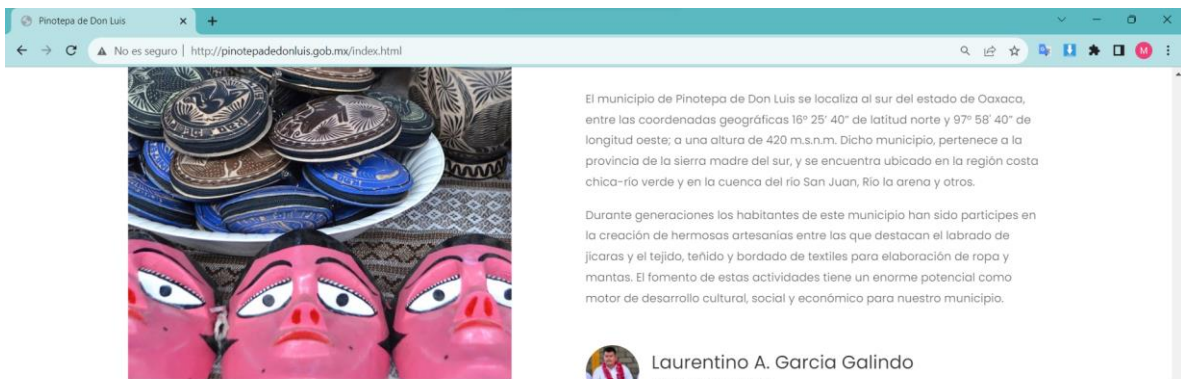 Pinotepa de Don Luis
No es seguro | http://pinotepadedonluis.gob.mx/index.html
M
El municipio de Pinotepa de Don Luis se localiza al sur del estado de Oaxaca,
entre las coordenadas geográficas 16º 25' 40" de latitud norte y 97º 58' 40" de
longitud oeste; a una altura de 420 m.s.n.m. Dicho municipio, pertenece a la
provincia de la sierra madre del sur, y se encuentra ubicado en la región costa
chica-rio verde y en la cuenca del rio San Juan, Rio la arena y otros.
Durante generaciones los habitantes de este municipio han sido participes en
la creación de hermosas artesanías entre las que destacan el labrado de
jicaras y el tejido, teñido y bordado de textiles para elaboración de ropa y
mantas. El fomento de estas actividades tiene un enorme potencial como
motor de desarrollo cultural, social y económico para nuestro municipio.
Laurentino A. Garcia Galindo